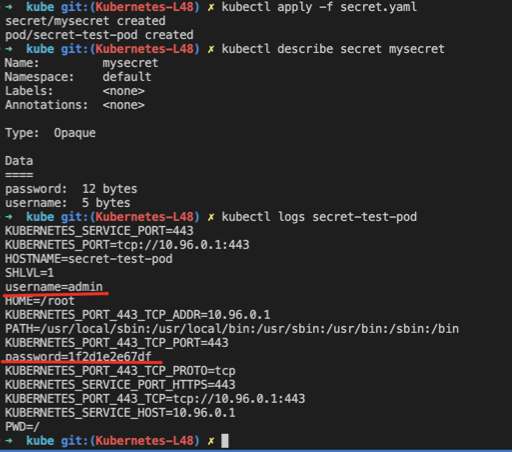 ➜ kube git:(Kubernetes-L48) ✗ kubectl apply -f secret.yaml
secret/mysecret created
pod/secret-test-pod created
➜ kube git:(Kubernetes-L48) ✗ kubectl describe secret mysecret
Name: mysecret
Namespace: default
Labels: <none>
Annotations: <none>
Type: Opaque
Data
====
password: 12 bytes
username: 5 bytes
➜ kube git:(Kubernetes-L48) ✗ kubectl logs secret-test-pod
KUBERNETES_SERVICE_PORT=443
KUBERNETES_PORT=tcp://10.96.0.1:443
HOSTNAME=secret-test-pod
SHLVL=1
username=admin
HOME=/root
KUBERNETES_PORT_443_TCP_ADDR=10.96.0.1
PATH=/usr/local/sbin:/usr/local/bin:/usr/sbin:/usr/bin:/sbin:/bin
KUBERNETES_PORT_443_TCP_PORT=443
password=1f2d1e2e67df
KUBERNETES_PORT_443_TCP_PROTO=tcp
KUBERNETES_SERVICE_PORT_HTTPS=443
KUBERNETES_PORT_443_TCP=tcp://10.96.0.1:443
KUBERNETES_SERVICE_HOST=10.96.0.1
PWD=/
➜ kube git:(Kubernetes-L48) ✗